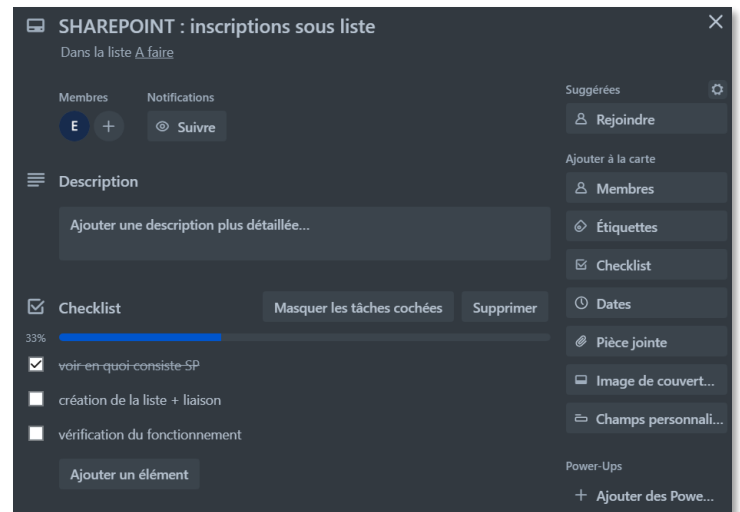 SHAREPOINT : inscriptions sous liste
Dans la liste A faire
Membres
Notifications
E
Suivre
Description
Ajouter une description plus détaillée...
Checklist
Masquer les tâches cochées
Supprimer
33%
voir en quoi consiste SP
création de la liste + liaison
vérification du fonctionnement
Ajouter un élément
Suggérées
Rejoindre
Ajouter à la carte
Membres
Étiquettes
Checklist
Dates
Pièce jointe
Image de couvert...
Champs personnali...
Power-Ups
+ Ajouter des Powe...